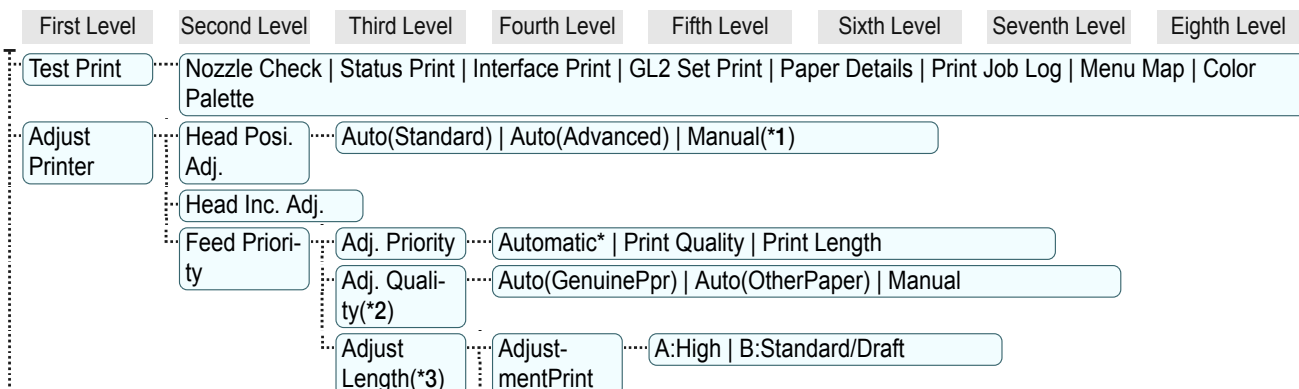 First Level Second Level Third Level Fourth Level Fifth Level Sixth Level Seventh Level Eighth Level
Test Print Nozzle Check | Status Print | Interface Print | GL2 Set Print | Paper Details | Print Job Log | Menu Map | Color
Palette
Adjust Head Posi. Auto(Standard) | Auto(Advanced) | Manual(*1)
Printer Adj.
Head Inc. Adj.
Feed Priori- Adj. Priority Automatic* | Print Quality | Print Length
ty
Adj. Quali- Auto(GenuinePpr) | Auto(OtherPaper) | Manual
ty(*2)
Adjust Adjust- A:High | B:Standard/Draft
Length(*3) mentPrint